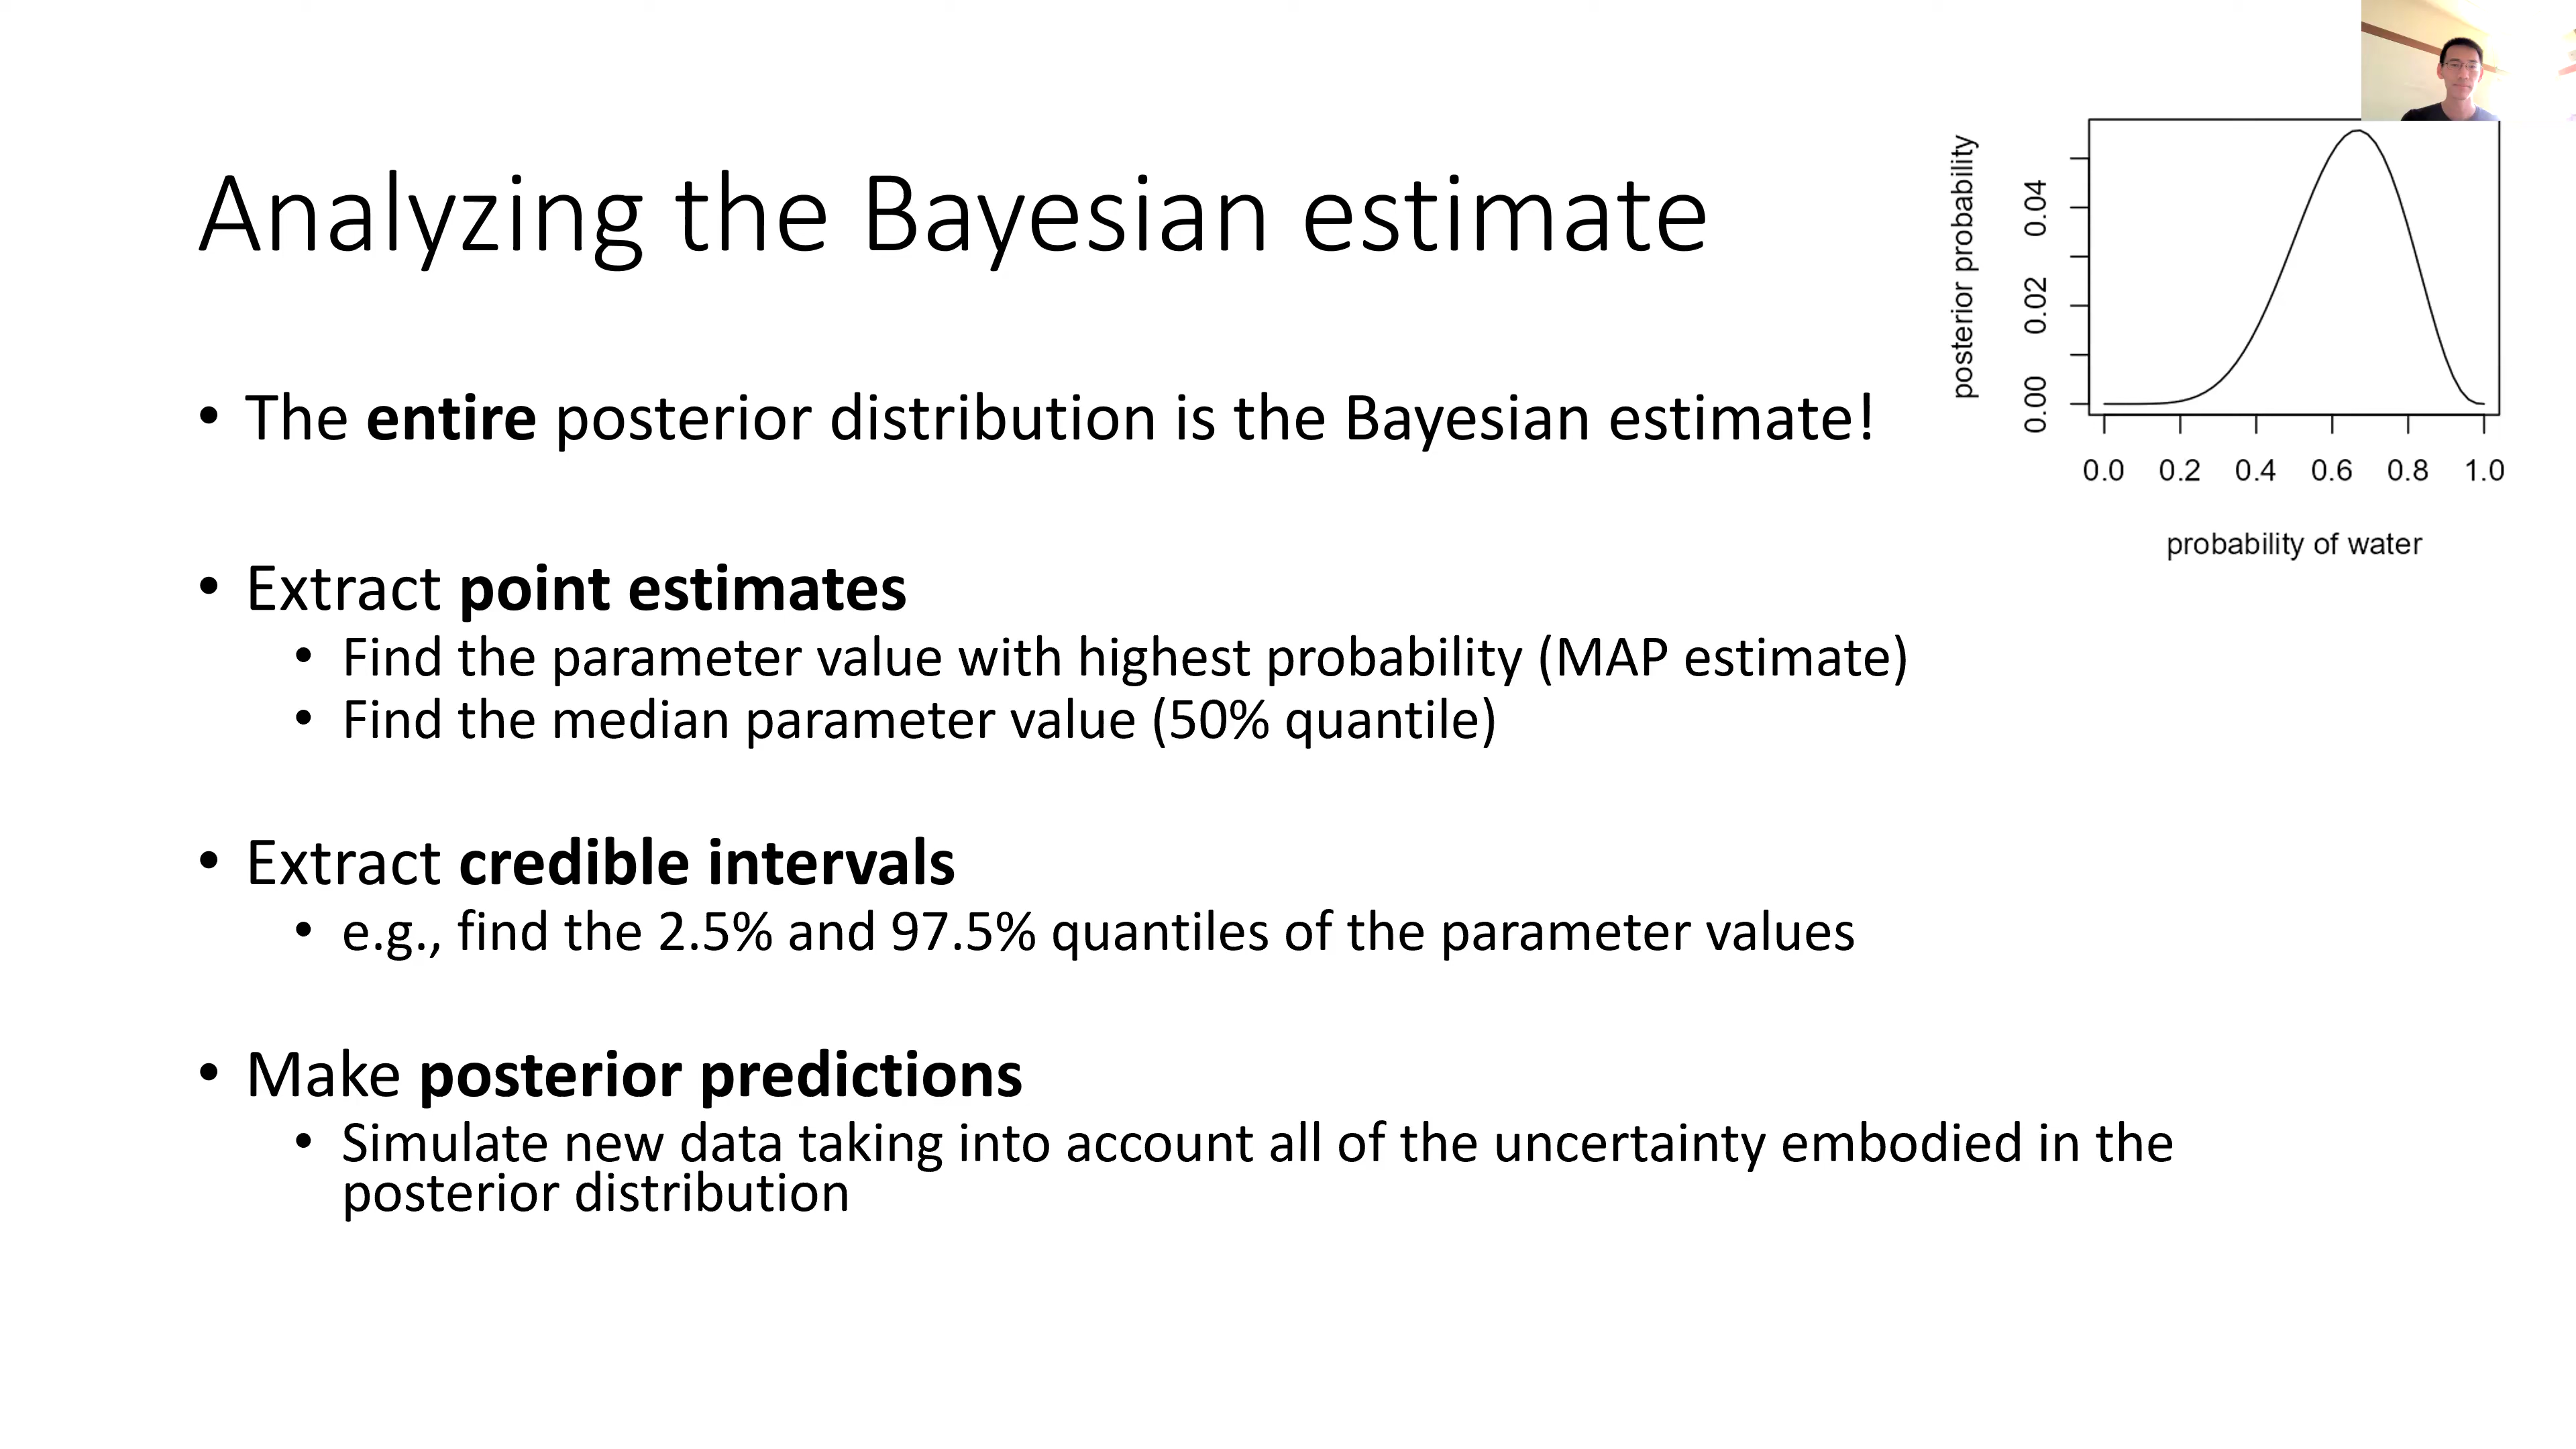 Analyzing the Bayesian estimate
• The entire posterior distribution is the Bayesian estimate!
• Extract point estimates
• Find the parameter value with highest probability (MAP estimate)
• Find the median parameter value (50% quantile)
• Extract credible intervals
• e.g., find the 2.5% and 97.5% quantiles of the parameter values
• Make posterior predictions
• Simulate new data taking into account all of the uncertainty embodied in the
posterior distribution
posterior probability
0.04
0.02
0.00
0.0 0.2 0.4 0.6 0.8 1.0
probability of water